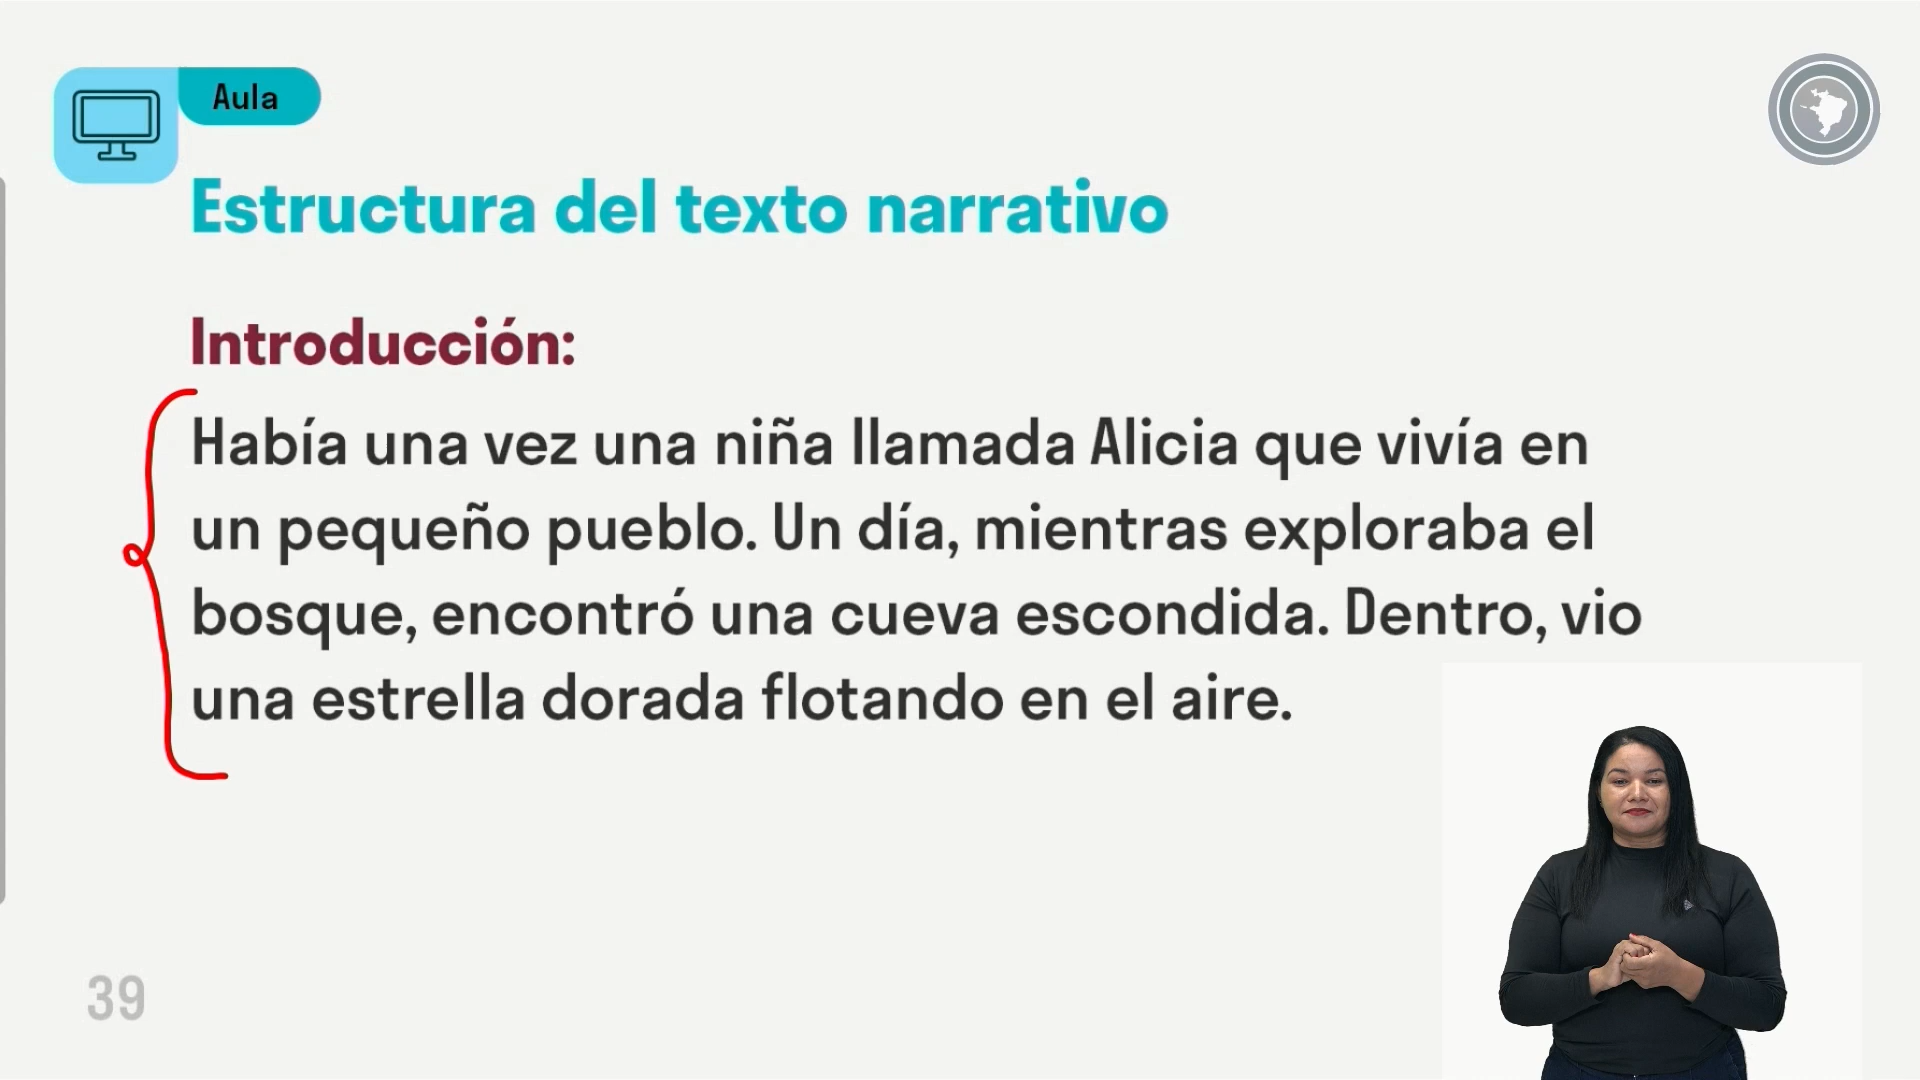 Aula
Estructura del texto narrativo
Introducción:
Había una vez una niña llamada Alicia que vivía en
un pequeño pueblo. Un día, mientras exploraba el
bosque, encontró una cueva escondida. Dentro, vio
una estrella dorada flotando en el aire.
39